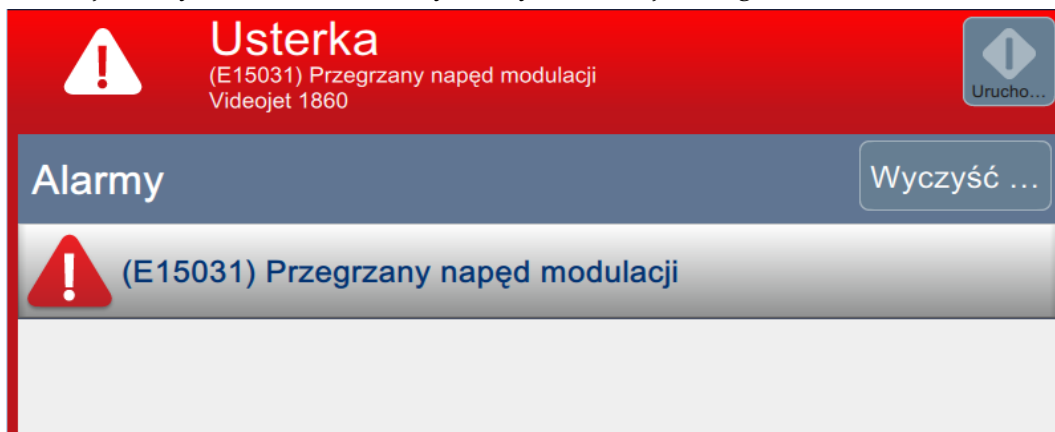 Usterka
(E15031) Przegrzany napęd modulacji
Videojet 1860
Urucho...
Alarmy
Wyczyść ...
(E15031) Przegrzany napęd modulacji